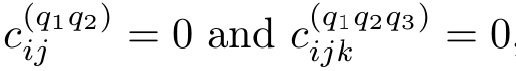 $c_{ij}^{(q_1 q_2)} = 0$ and $c_{ijk}^{(q_1 q_2 q_3)} = 0$,